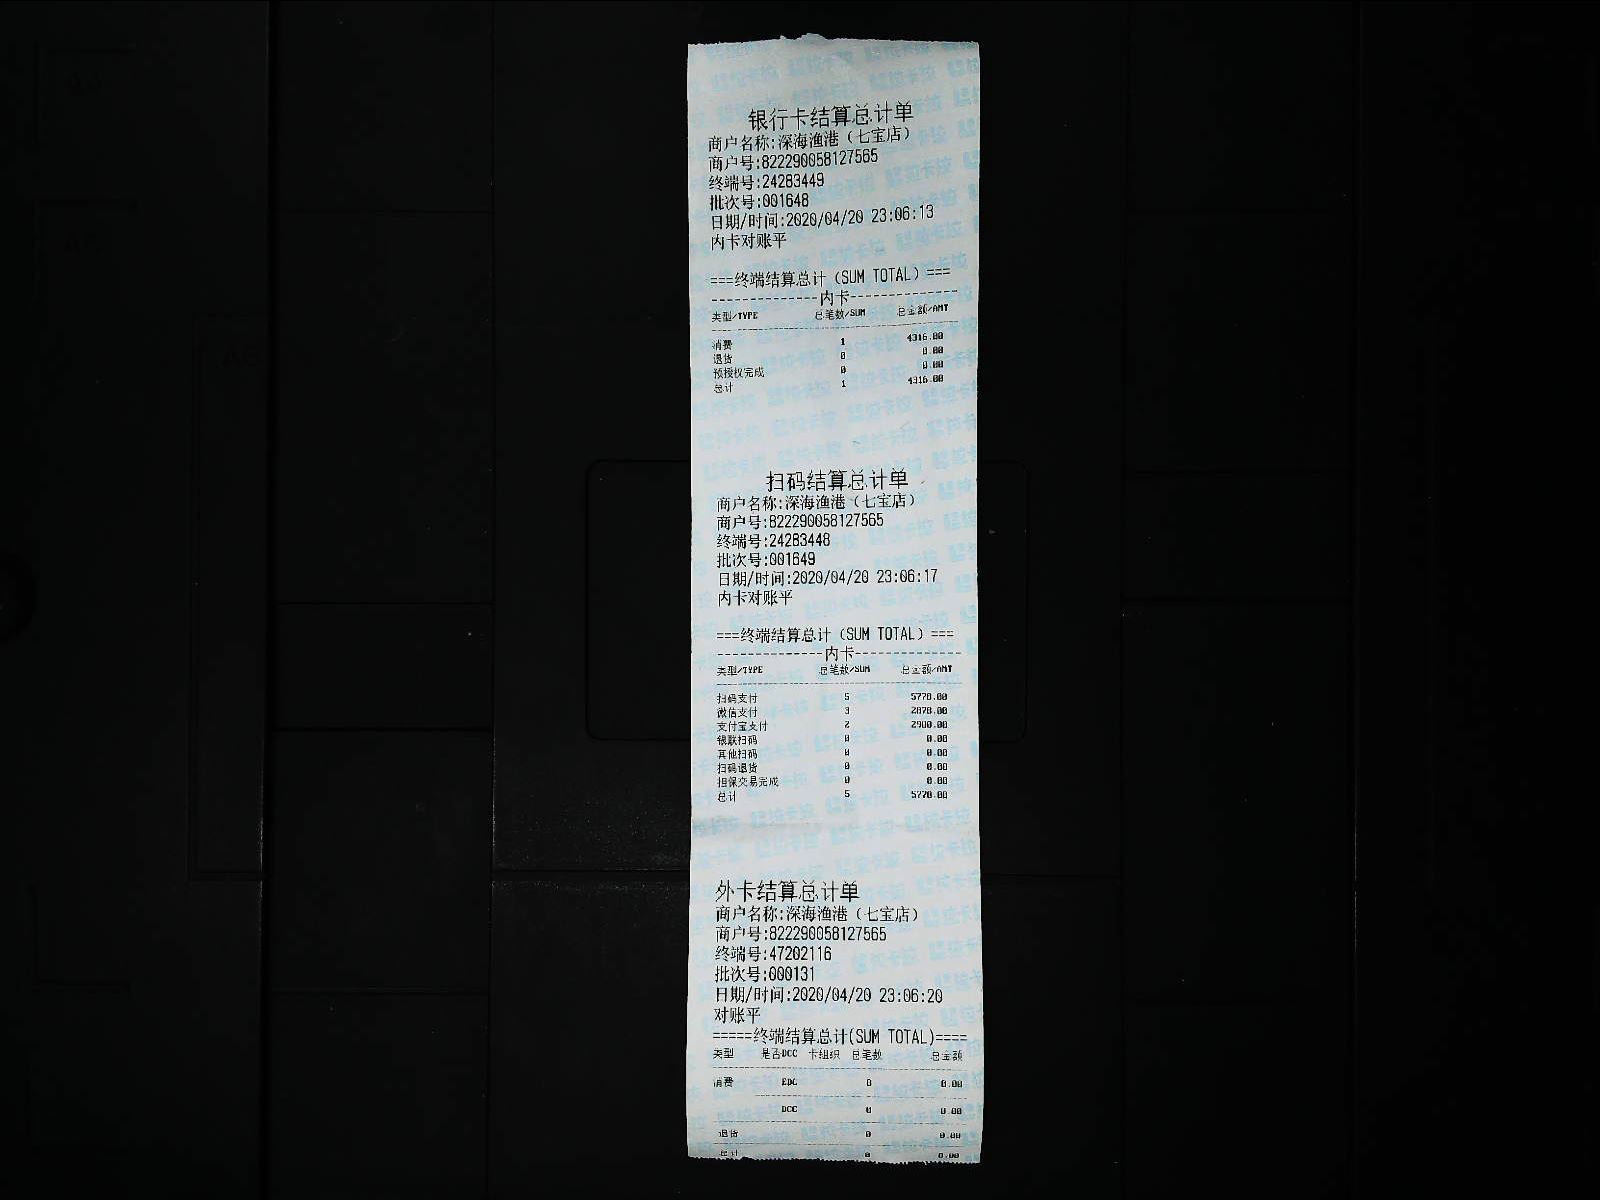 银行卡结算总计单
商户名称:深海渔港（七宝店）
商户号:822290058127565
终端号:24283449
批次号:001648
日期/时间:2020/04/20 23:06:13
内卡对账平
===终端结算总计（SUM TOTAL）===
--------------内卡--------------
类型/TYPE 总笔数/SUM 总金额/AMT
消费 1 4316.00
退货 0 0.00
预授权完成 0 0.00
总计 1 4316.00
扫码结算总计单
商户名称:深海渔港（七宝店）
商户号:822290058127565
终端号:24283448
批次号:001649
日期/时间:2020/04/20 23:06:17
内卡对账平
===终端结算总计（SUM TOTAL）===
--------------内卡--------------
类型/TYPE 总笔数/SUM 总金额/AMT
扫码支付 5 5778.00
微信支付 3 2878.00
支付宝支付 2 2900.00
银联扫码 0 0.00
其他扫码 0 0.00
扫码退货 0 0.00
担保交易完成 0 0.00
总计 5 5778.00
外卡结算总计单
商户名称:深海渔港（七宝店）
商户号:822290058127565
终端号:47202116
批次号:000131
日期/时间:2020/04/20 23:06:20
对账平
=====终端结算总计(SUM TOTAL)====
类型 是否DCC 卡组织 总笔数 总金额
消费 EDC 0 0.00
DCC 0 0.00
退货 0 0.00
总计 0 0.00